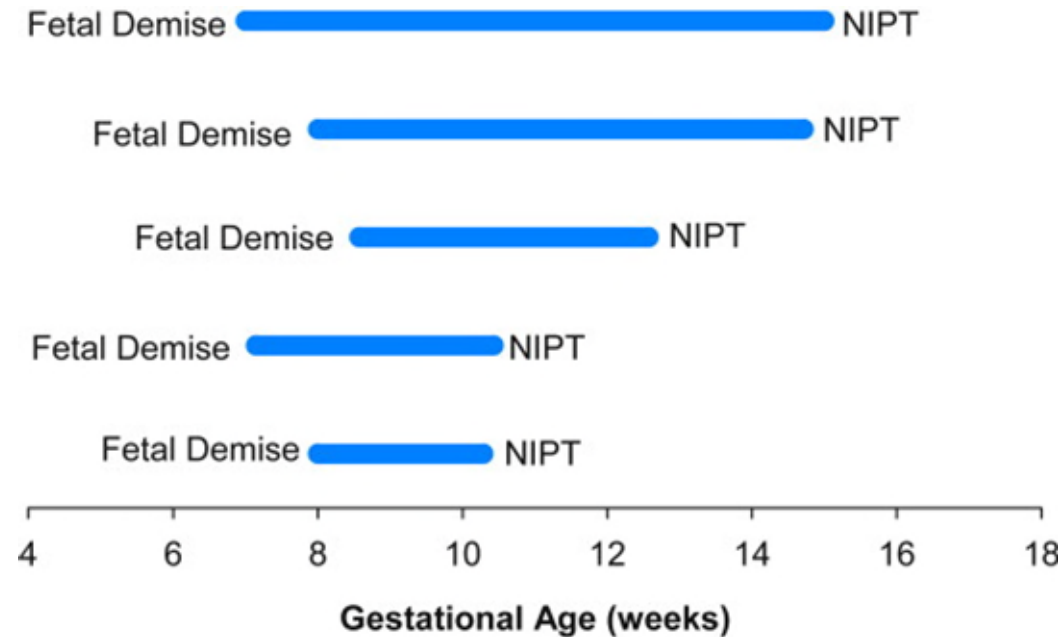 Fetal Demise NIPT
Fetal Demise NIPT
Fetal Demise NIPT
Fetal Demise NIPT
Fetal Demise NIPT
4 6 8 10 12 14 16 18
Gestational Age (weeks)